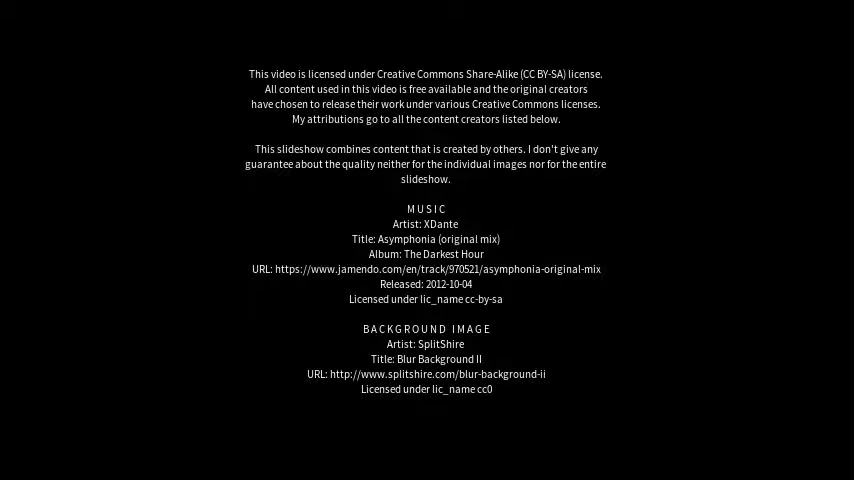 This video is licensed under Creative Commons Share-Alike (CC BY-SA) license.
All content used in this video is free available and the original creators
have chosen to release their work under various Creative Commons licenses.
My attributions go to all the content creators listed below.
This slideshow combines content that is created by others. I don't give any
guarantee about the quality neither for the individual images nor for the entire
slideshow.
MUSIC
Artist: XDante
Title: Asymphonia (original mix)
Album: The Darkest Hour
URL: https://www.jamendo.com/en/track/970521/asymphonia-original-mix
Released: 2012-10-04
Licensed under lic_name cc-by-sa
BACKGROUND IMAGE
Artist: SplitShire
Title: Blur Background II
URL: http://www.splitshire.com/blur-background-ii
Licensed under lic_name cc0